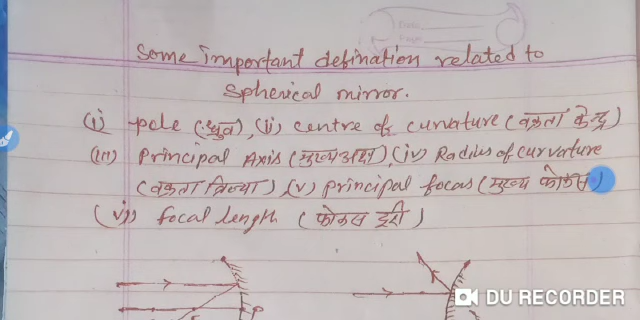 Some important defination related to
Spherical mirror.
(i) pole (ध्रुव), (ii) centre of curvature (वक्रता केन्द्र)
(iii) Principal Axis (मुख्य अक्ष), (iv) Radius of curvature
(वक्रता त्रिज्या), (v) principal focas (मुख्य फोकस)
(vi) focal length (फोकस दूरी)
P
DU RECORDER